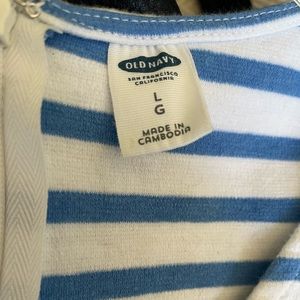 OLD NAVY
SAN FRANCISCO
CALIFORNIA
L
G
MADE IN
CAMBODIA